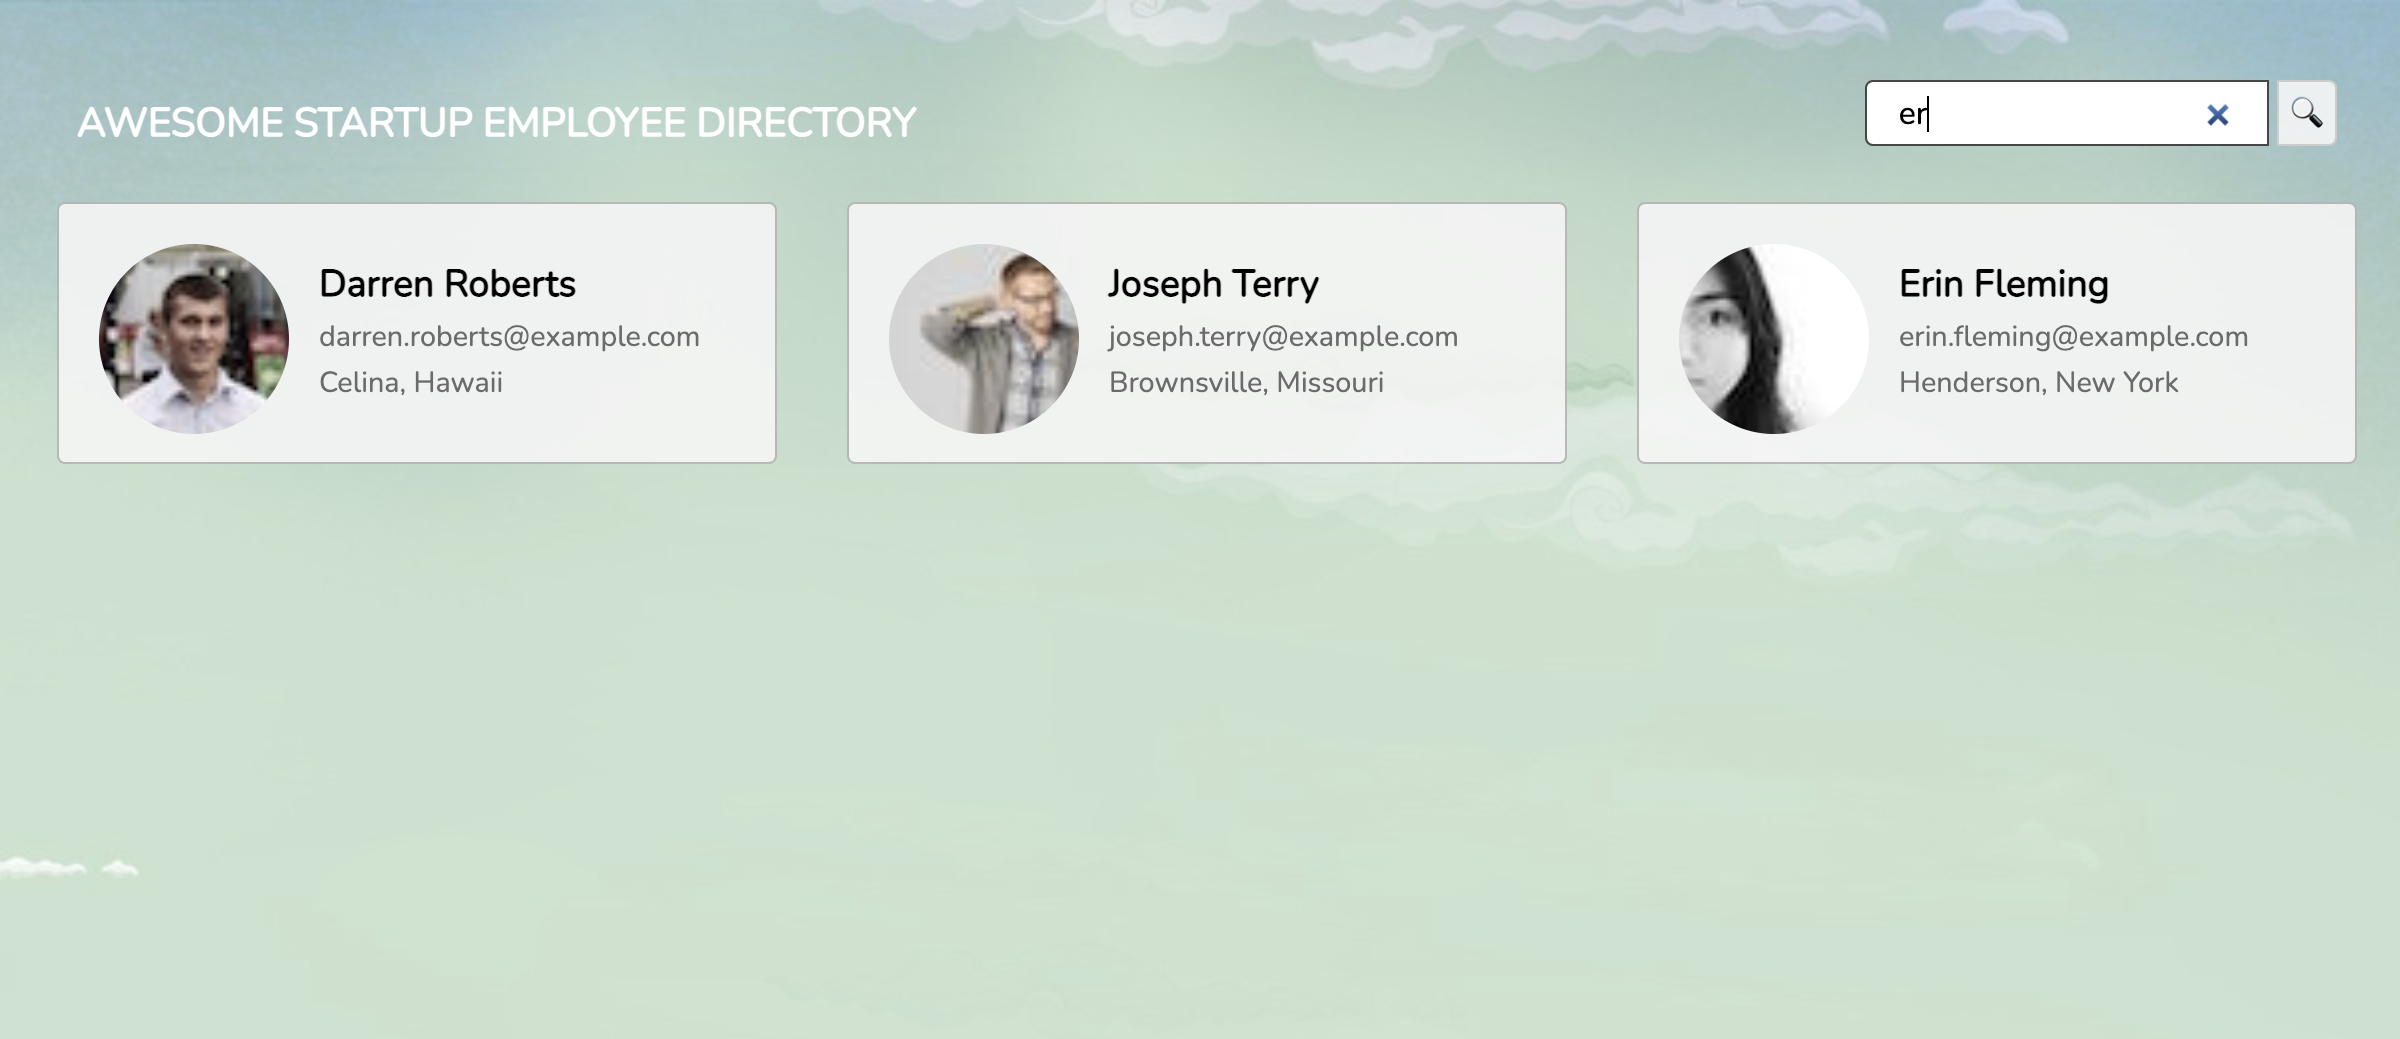 AWESOME STARTUP EMPLOYEE DIRECTORY
er
Darren Roberts
darren.roberts@example.com
Celina, Hawaii
Joseph Terry
joseph.terry@example.com
Brownsville, Missouri
Erin Fleming
erin.fleming@example.com
Henderson, New York